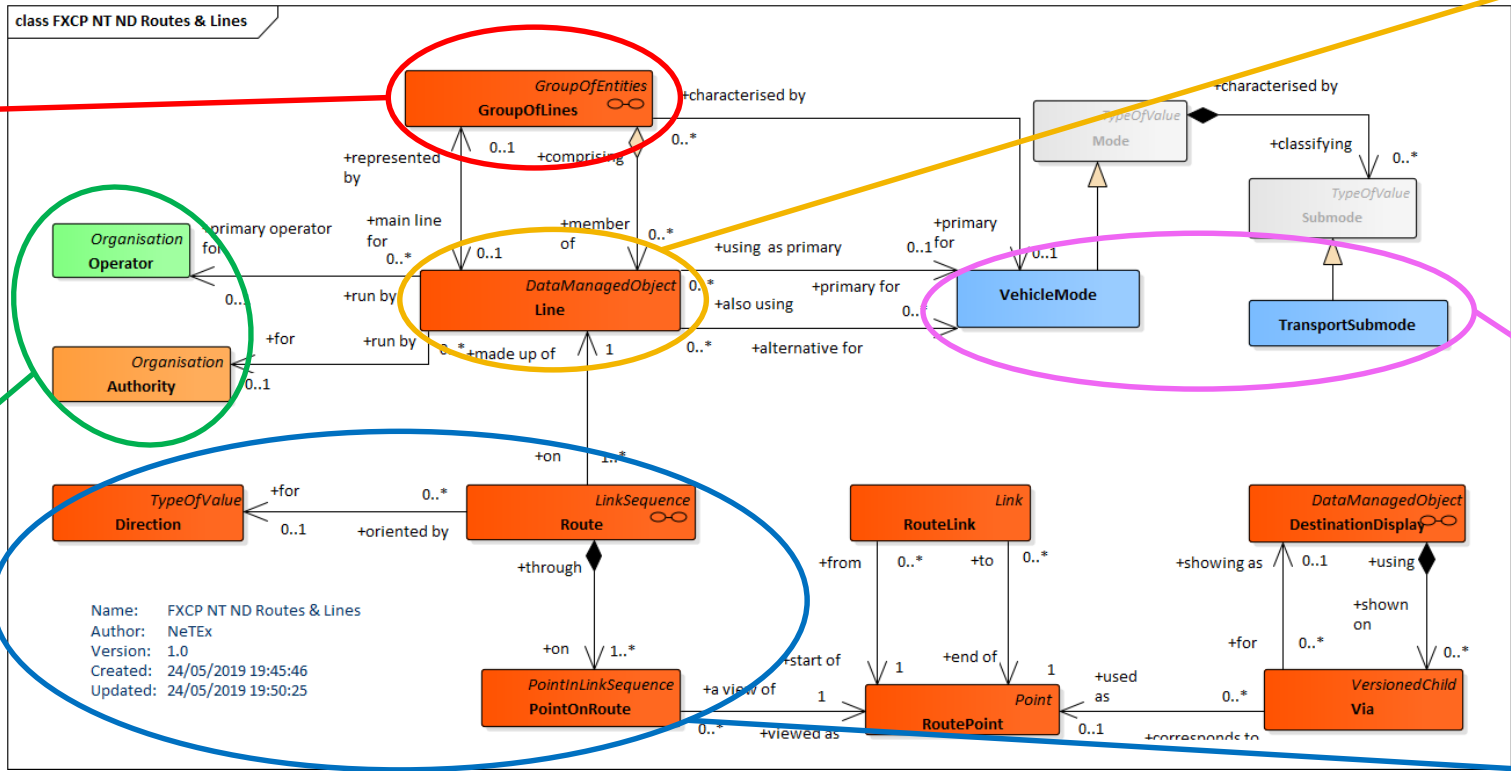 class FXCP NT ND Routes & Lines
GroupOfEntities
GroupOfLines
+characterised by
0..*
+represented
by
0..1
+comprising
+main line
for
0..1
+member
of
0..*
TypeOfValue
Mode
+characterised by
+classifying
0..*
TypeOfValue
Submode
Organisation
Operator
+primary operator
for
0..*
+run by
Organisation
Authority
+for
0..1
+run by
0..*
DataManagedObject
Line
+using as primary
0..*
0..1
+primary
for
0..1
+primary for
+also using
0..*
+alternative for
VehicleMode
TransportSubmode
+made up of
1
+on
1..*
TypeOfValue
Direction
+for
0..1
0..*
+oriented by
LinkSequence
Route
+through
+on
1..*
PointInLinkSequence
PointOnRoute
+a view of
1
0..*
+viewed as
Link
RouteLink
+from
0..*
+to
0..*
+start of
1
+end of
1
Point
RoutePoint
+used
as
0..1
0..*
+corresponds to
DataManagedObject
DestinationDisplay
+showing as
0..1
+using
+shown
on
+for
0..*
0..*
VersionedChild
Via
Name: FXCP NT ND Routes & Lines
Author: NeTEx
Version: 1.0
Created: 24/05/2019 19:45:46
Updated: 24/05/2019 19:50:25